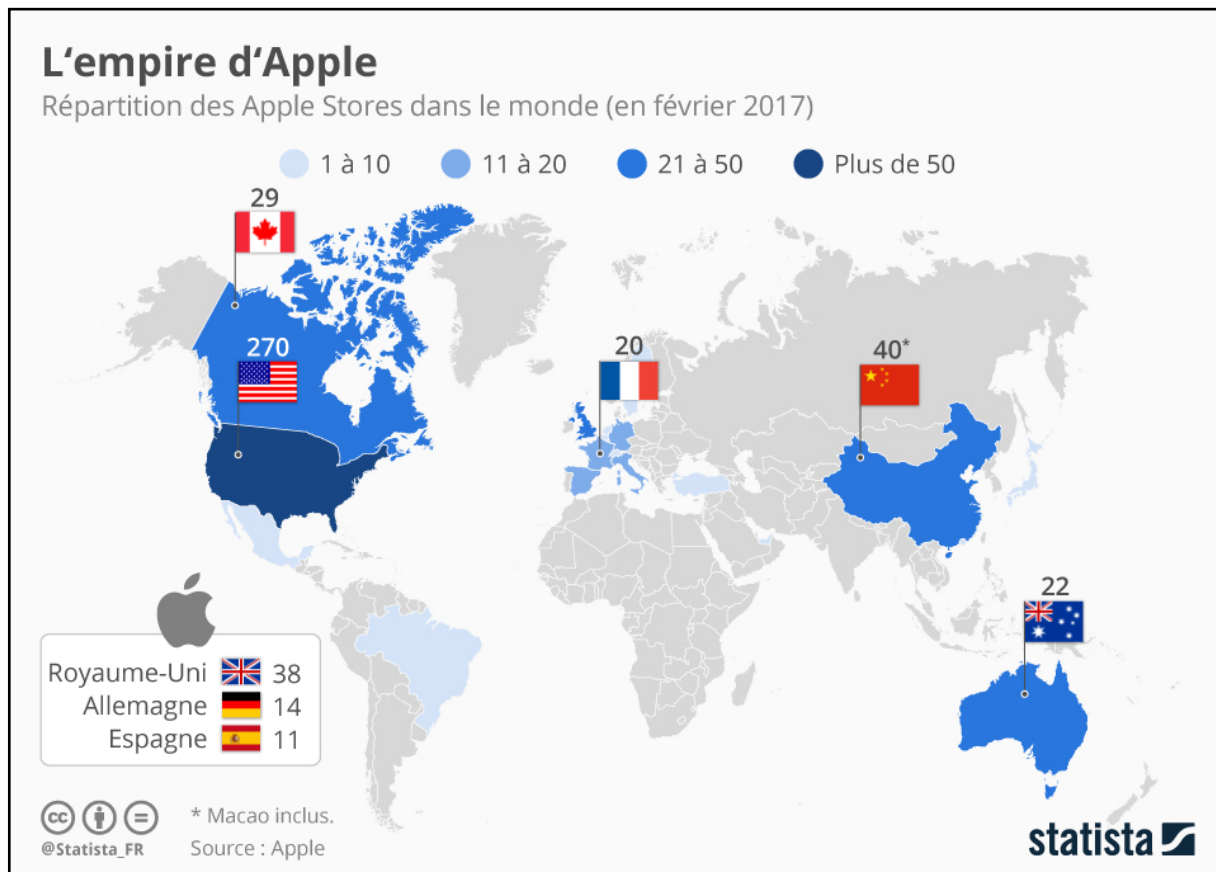 L‘empire d‘Apple
Répartition des Apple Stores dans le monde (en février 2017)
1 à 10
11 à 20
21 à 50
Plus de 50
29
270
20
40*
22
Royaume-Uni 38
Allemagne 14
Espagne 11
cc
@Statista_FR
* Macao inclus.
Source : Apple
statista